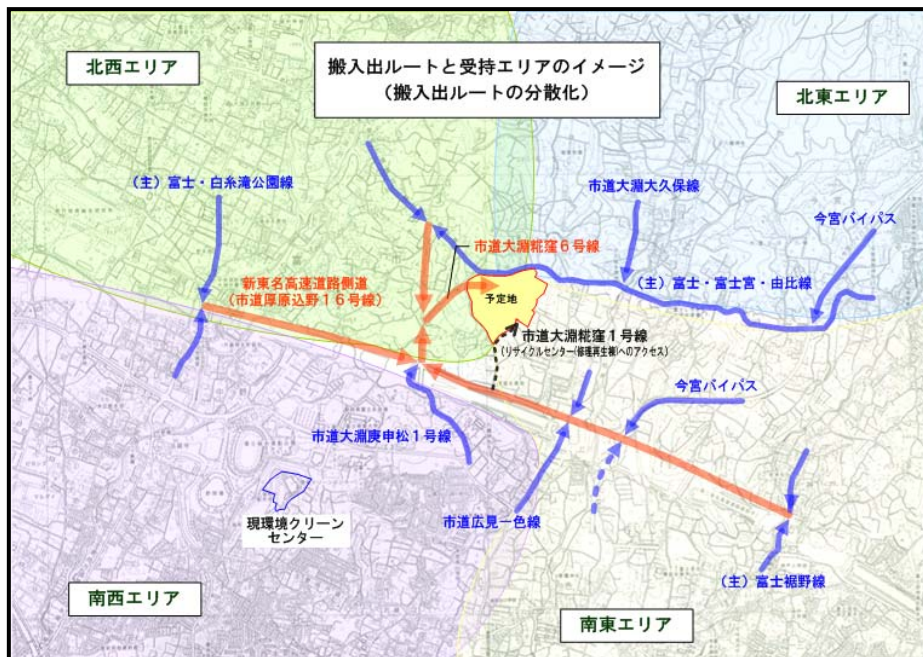 搬入出ルートと受持エリアのイメージ
(搬入出ルートの分散化)
北西エリア
北東エリア
(主)富士・白糸滝公園線
市道大淵大久保線
今宮バイパス
市道大淵糀窪6号線
新東名高速道路側道
(市道厚原込野16号線)
(主)富士・富士宮・由比線
予定地
市道大淵糀窪1号線
(リサイクルセンター(修理再生棟)へのアクセス)
今宮バイパス
市道大淵庚申松1号線
現環境クリーン
センター
市道広見一色線
(主)富士裾野線
南西エリア
南東エリア